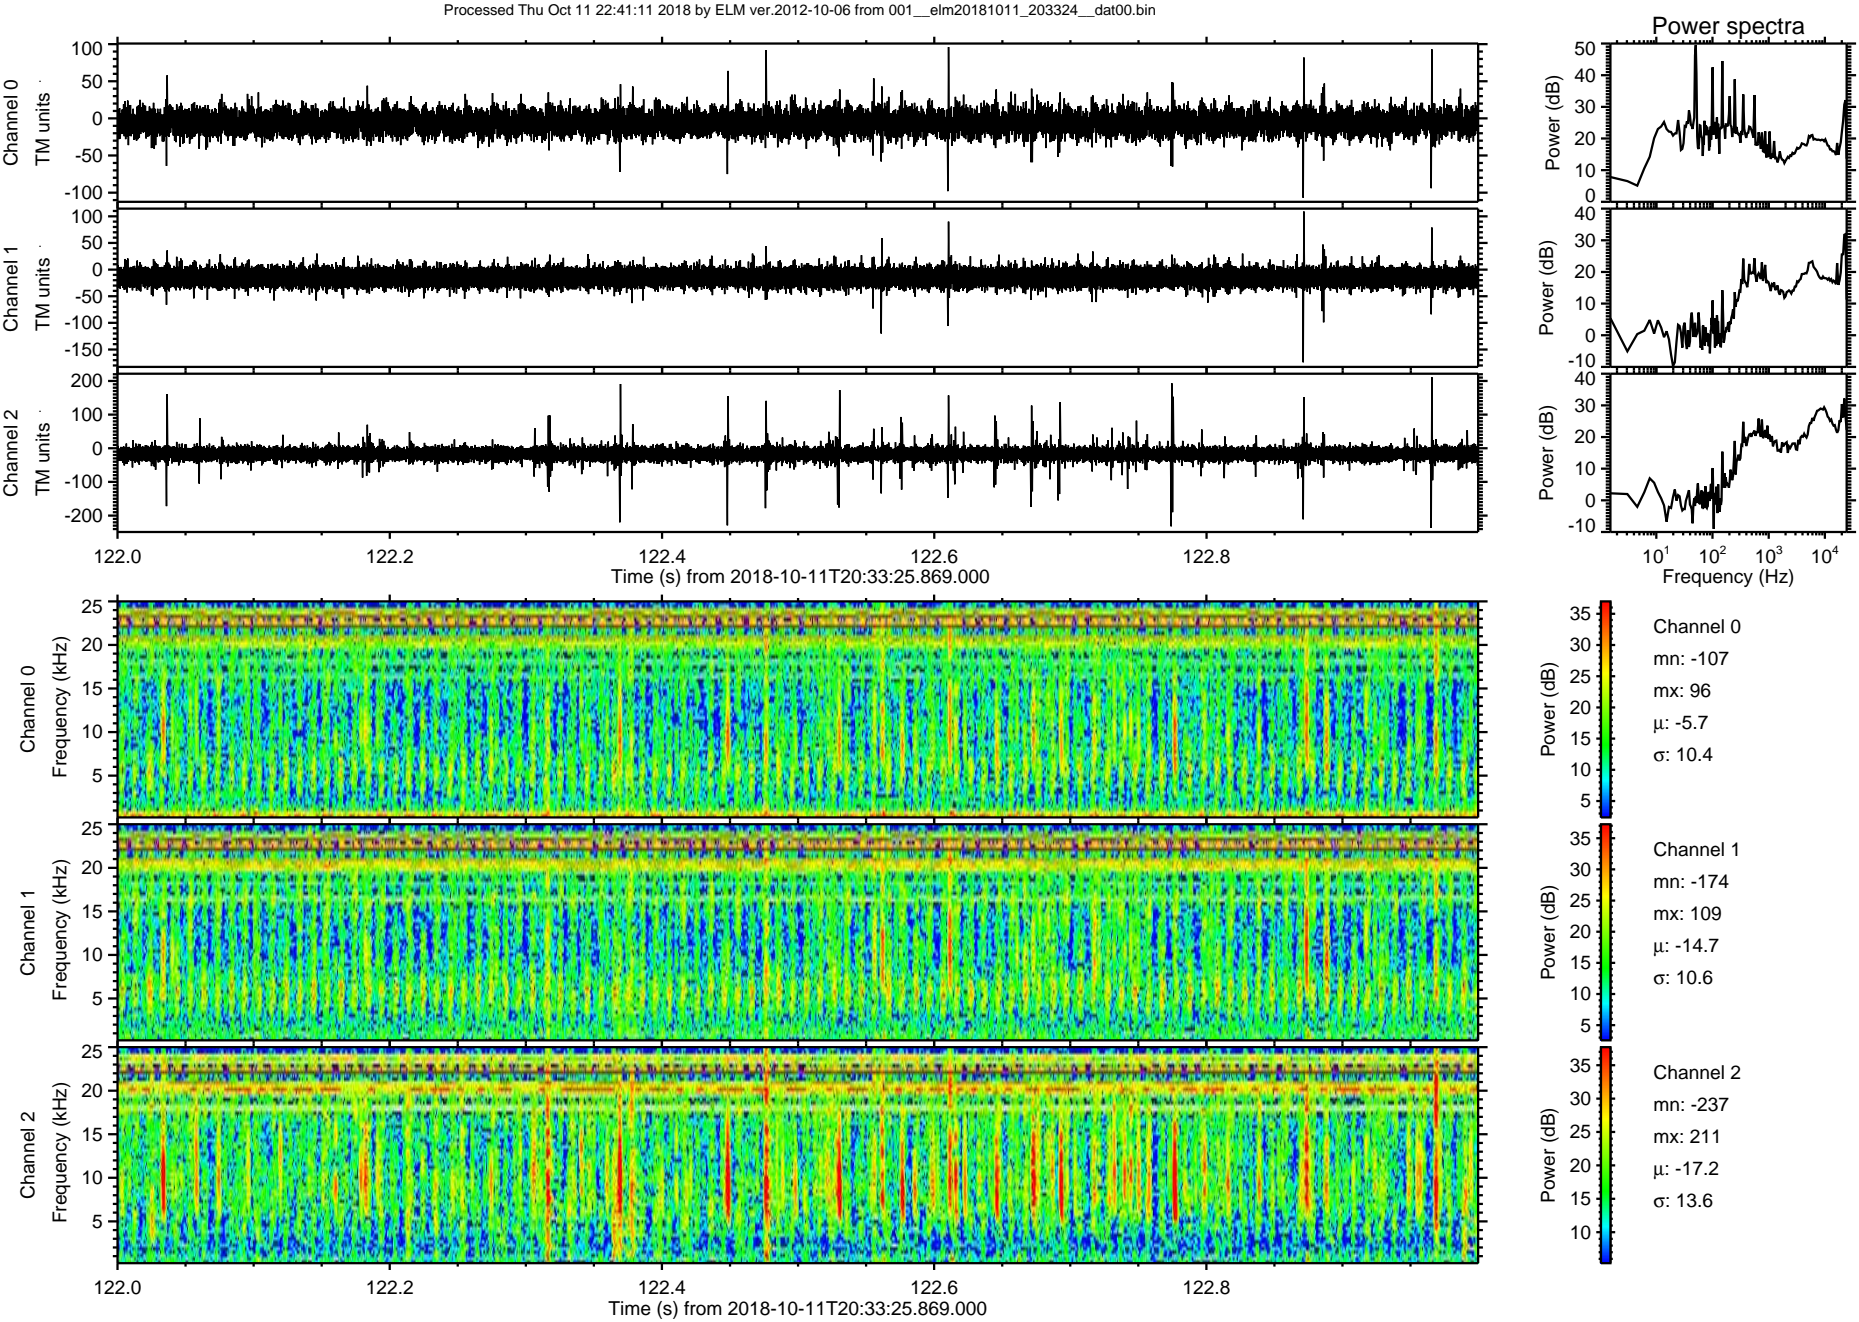 Processed Thu Oct 11 22:41:11 2018 by ELM ver.2012-10-06 from 001__elm20181011_203324__dat00.bin
Power spectra
Channel 0
TM units
100
50
0
-50
-100
Power (dB)
50
40
30
20
10
0
Channel 1
TM units
100
50
0
-50
-100
-150
Power (dB)
40
30
20
10
0
-10
Channel 2
TM units
200
100
0
-100
-200
Power (dB)
40
30
20
10
0
-10
122.0 122.2 122.4 122.6 122.8
Time (s) from 2018-10-11T20:33:25.869.000
10¹ 10² 10³ 10⁴
Frequency (Hz)
Channel 0
Frequency (kHz)
25
20
15
10
5
Power (dB)
35
30
25
20
15
10
5
Channel 0
mn: -107
mx: 96
µ: -5.7
σ: 10.4
Channel 1
Frequency (kHz)
25
20
15
10
5
Power (dB)
35
30
25
20
15
10
5
Channel 1
mn: -174
mx: 109
µ: -14.7
σ: 10.6
Channel 2
Frequency (kHz)
25
20
15
10
5
Power (dB)
35
30
25
20
15
10
Channel 2
mn: -237
mx: 211
µ: -17.2
σ: 13.6
122.0 122.2 122.4 122.6 122.8
Time (s) from 2018-10-11T20:33:25.869.000